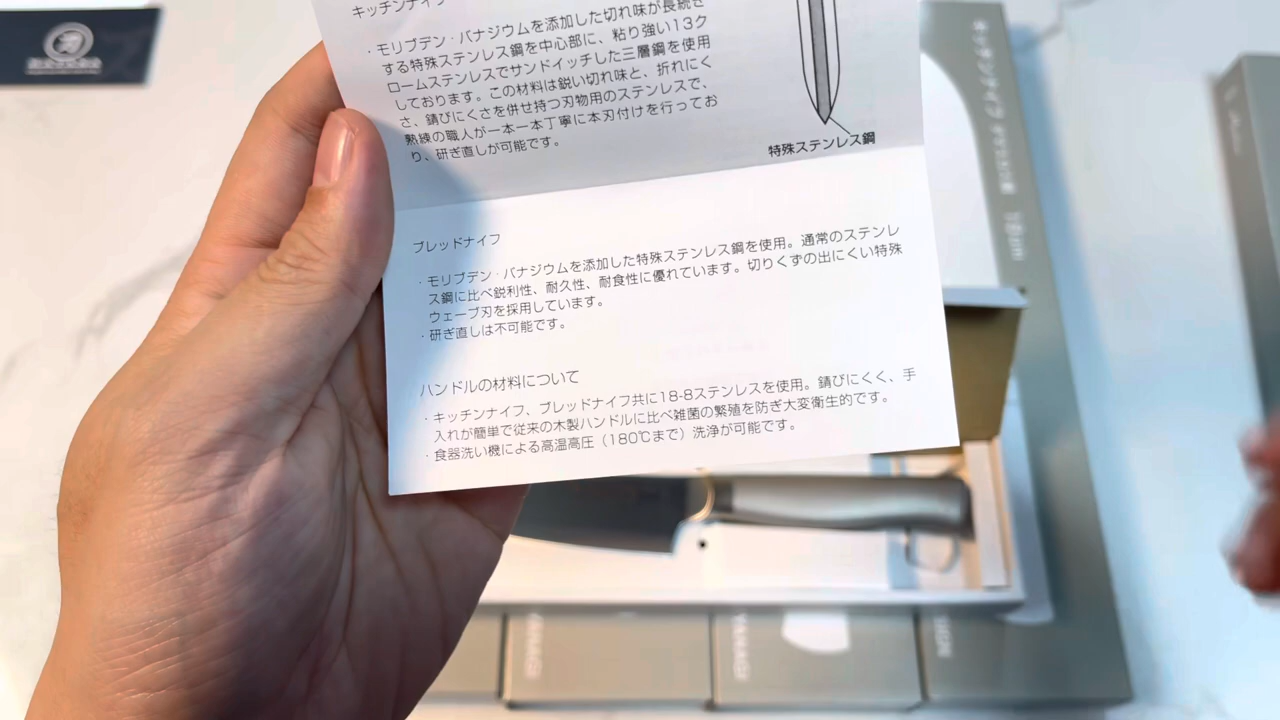 キッチンナイフ
・モリブデン・バナジウムを添加した切れ味が長続き
する特殊ステンレス鋼を中心部に、粘り強い13ク
ロームステンレスでサンドイッチした三層鋼を使用
しております。この材料は鋭い切れ味と、折れにく
さ、錆びにくさを併せ持つ刃物用のステンレスで、
熟練の職人が一本一本丁寧に本刃付けを行ってお
り、研ぎ直しが可能です。
特殊ステンレス鋼
ブレッドナイフ
・モリブデン・バナジウムを添加した特殊ステンレス鋼を使用。通常のステンレ
ス鋼に比べ鋭利性、耐久性、耐食性に優れています。切りくずの出にくい特殊
ウェーブ刃を採用しています。
・研ぎ直しは不可能です。
ハンドルの材料について
・キッチンナイフ、ブレッドナイフ共に18-8ステンレスを使用。錆びにくく、手
入れが簡単で従来の木製ハンドルに比べ雑菌の繁殖を防ぎ大変衛生的です。
・食器洗い機による高温高圧（180℃まで）洗浄が可能です。
キッチンナイフ
18cm